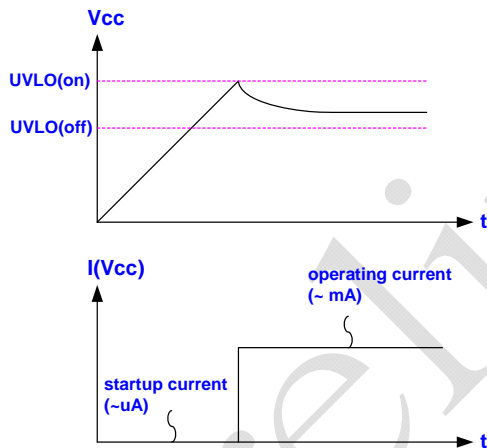 Vcc
UVLO(on)
UVLO(off)
t
I(Vcc)
operating current
(~ mA)
startup current
(~uA)
t